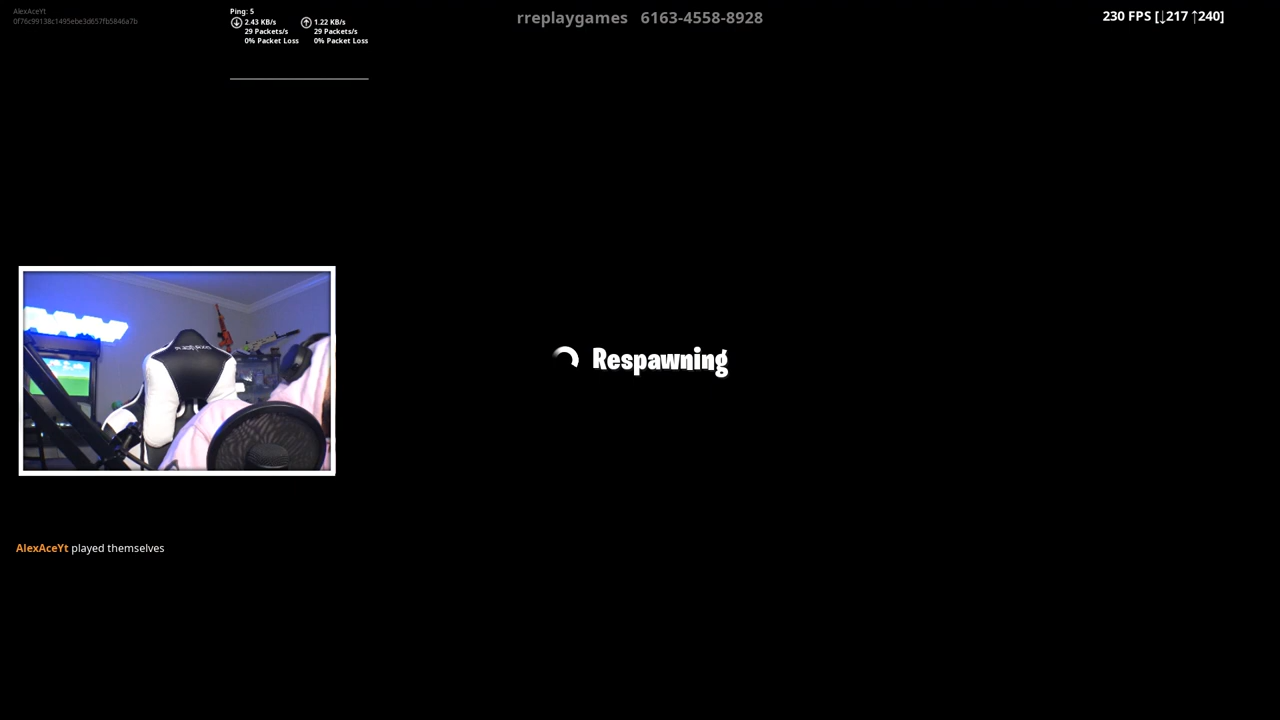 AlexAceYt
0f76c99138c1495ebe3d657fb5846a7b
Ping: 5
2.43 KB/s
29 Packets/s
0% Packet Loss
1.22 KB/s
29 Packets/s
0% Packet Loss
rreplaygames 6163-4558-8928
230 FPS [↓217 ↑240]
Respawning
AlexAceYt played themselves